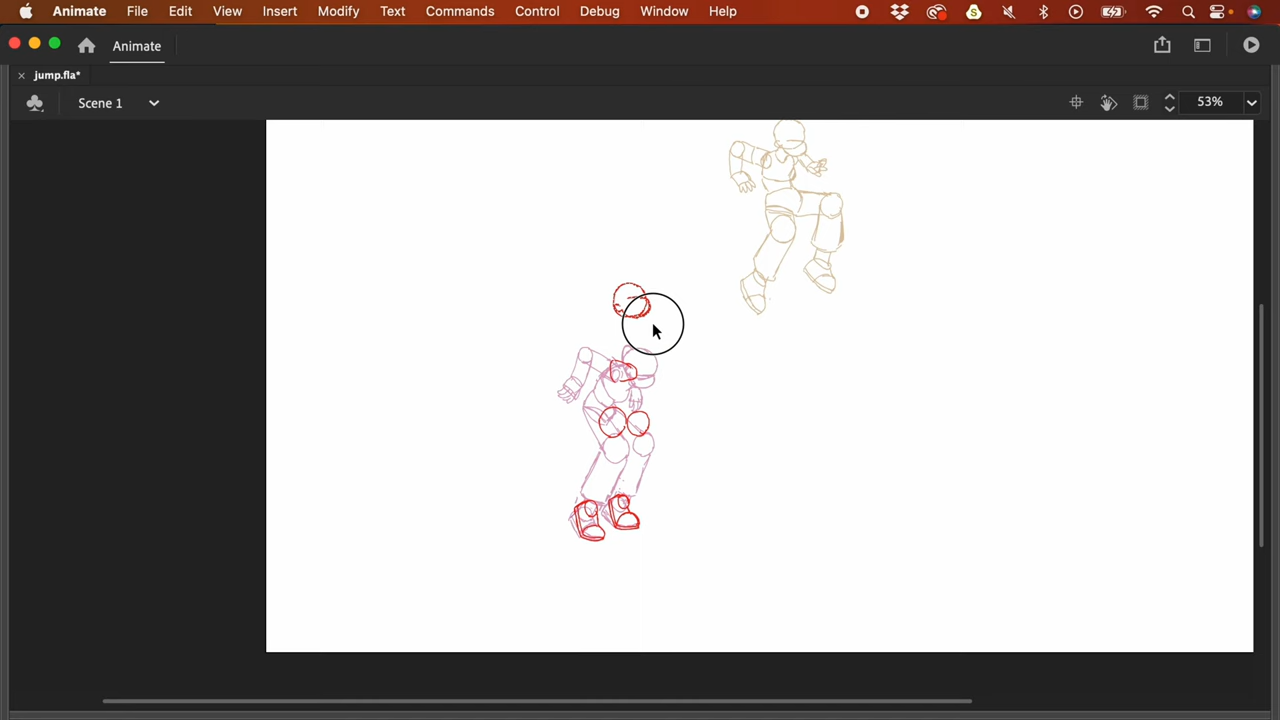 Animate File Edit View Insert Modify Text Commands Control Debug Window Help
Animate
jump.fla*
Scene 1 53%